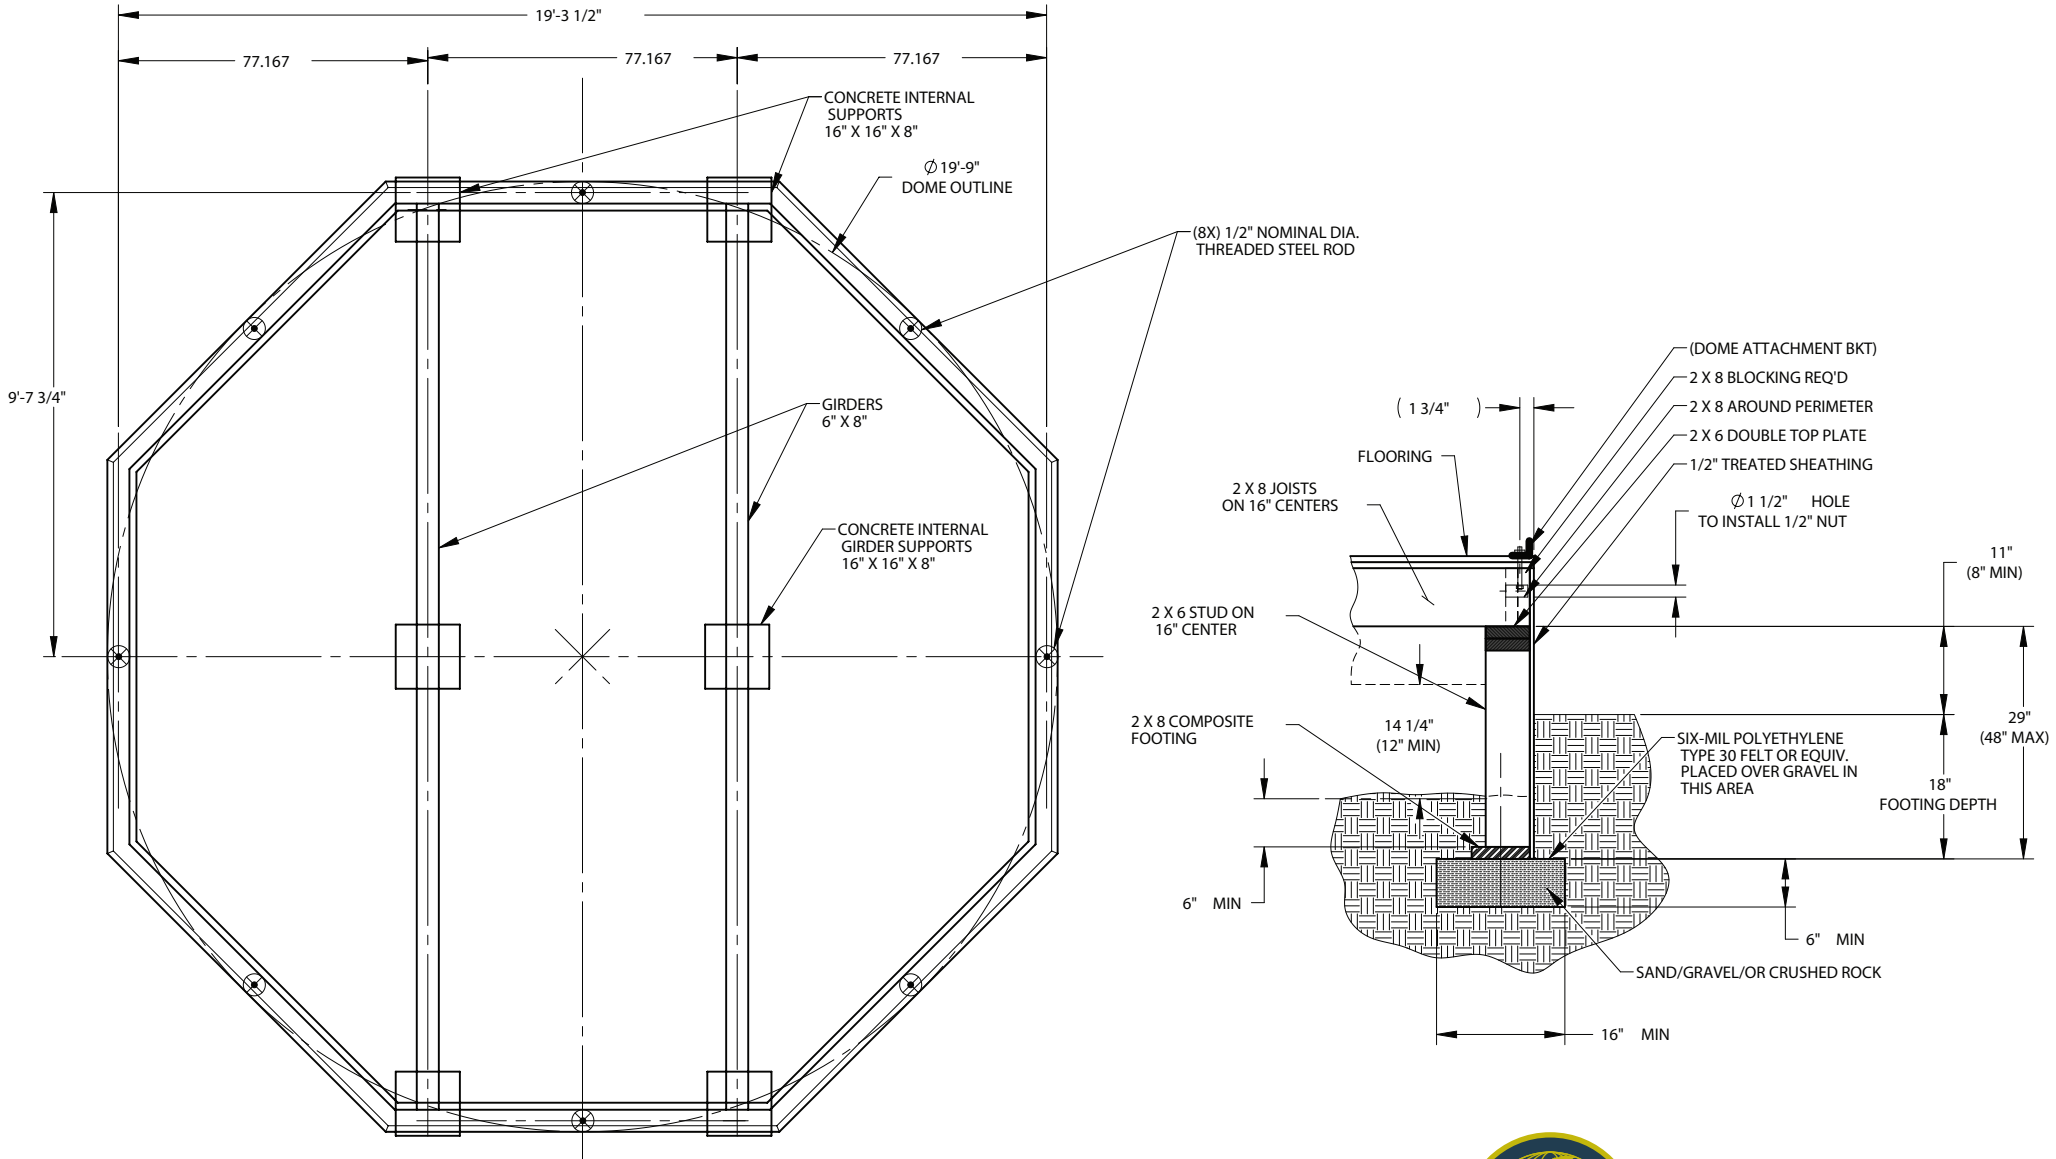 19'-3 1/2"
77.167
77.167
77.167
CONCRETE INTERNAL
SUPPORTS
16" X 16" X 8"
Ø 19'-9"
DOME OUTLINE
(8X) 1/2" NOMINAL DIA.
THREADED STEEL ROD
9'-7 3/4"
GIRDERS
6" X 8"
CONCRETE INTERNAL
GIRDER SUPPORTS
16" X 16" X 8"
(DOME ATTACHMENT BKT)
2 X 8 BLOCKING REQ'D
2 X 8 AROUND PERIMETER
2 X 6 DOUBLE TOP PLATE
1/2" TREATED SHEATHING
( 1 3/4" )
FLOORING
2 X 8 JOISTS
ON 16" CENTERS
Ø 1 1/2" HOLE
TO INSTALL 1/2" NUT
11"
(8" MIN)
2 X 6 STUD ON
16" CENTER
2 X 8 COMPOSITE
FOOTING
14 1/4"
(12" MIN)
29"
(48" MAX)
SIX-MIL POLYETHYLENE
TYPE 30 FELT OR EQUIV.
PLACED OVER GRAVEL IN
THIS AREA
18"
FOOTING DEPTH
6" MIN
6" MIN
SAND/GRAVEL/OR CRUSHED ROCK
16" MIN